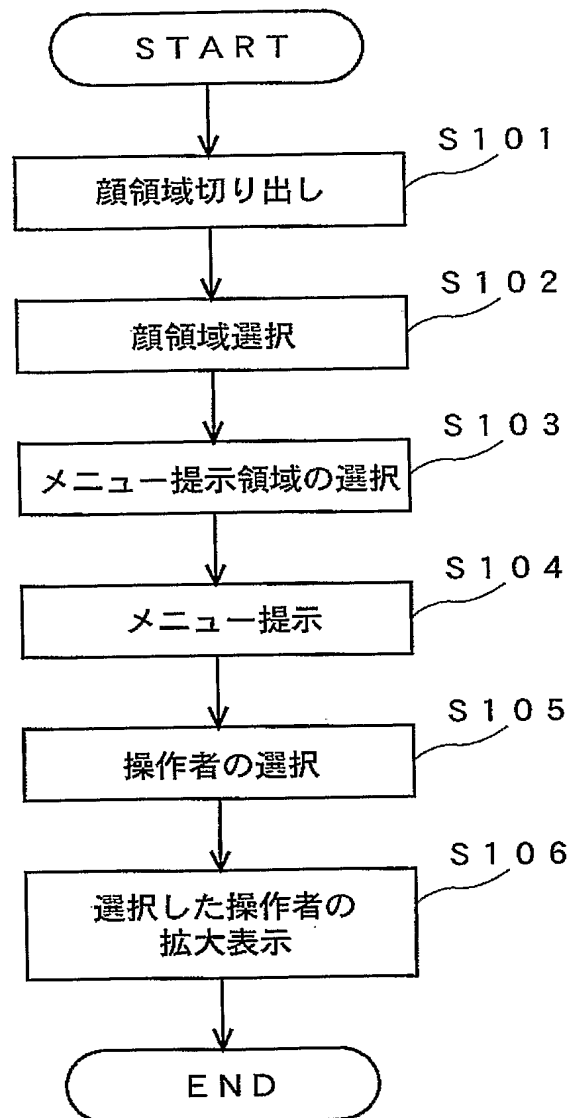 START
S101
顔領域切り出し
S102
顔領域選択
S103
メニュー提示領域の選択
S104
メニュー提示
S105
操作者の選択
S106
選択した操作者の
拡大表示
END